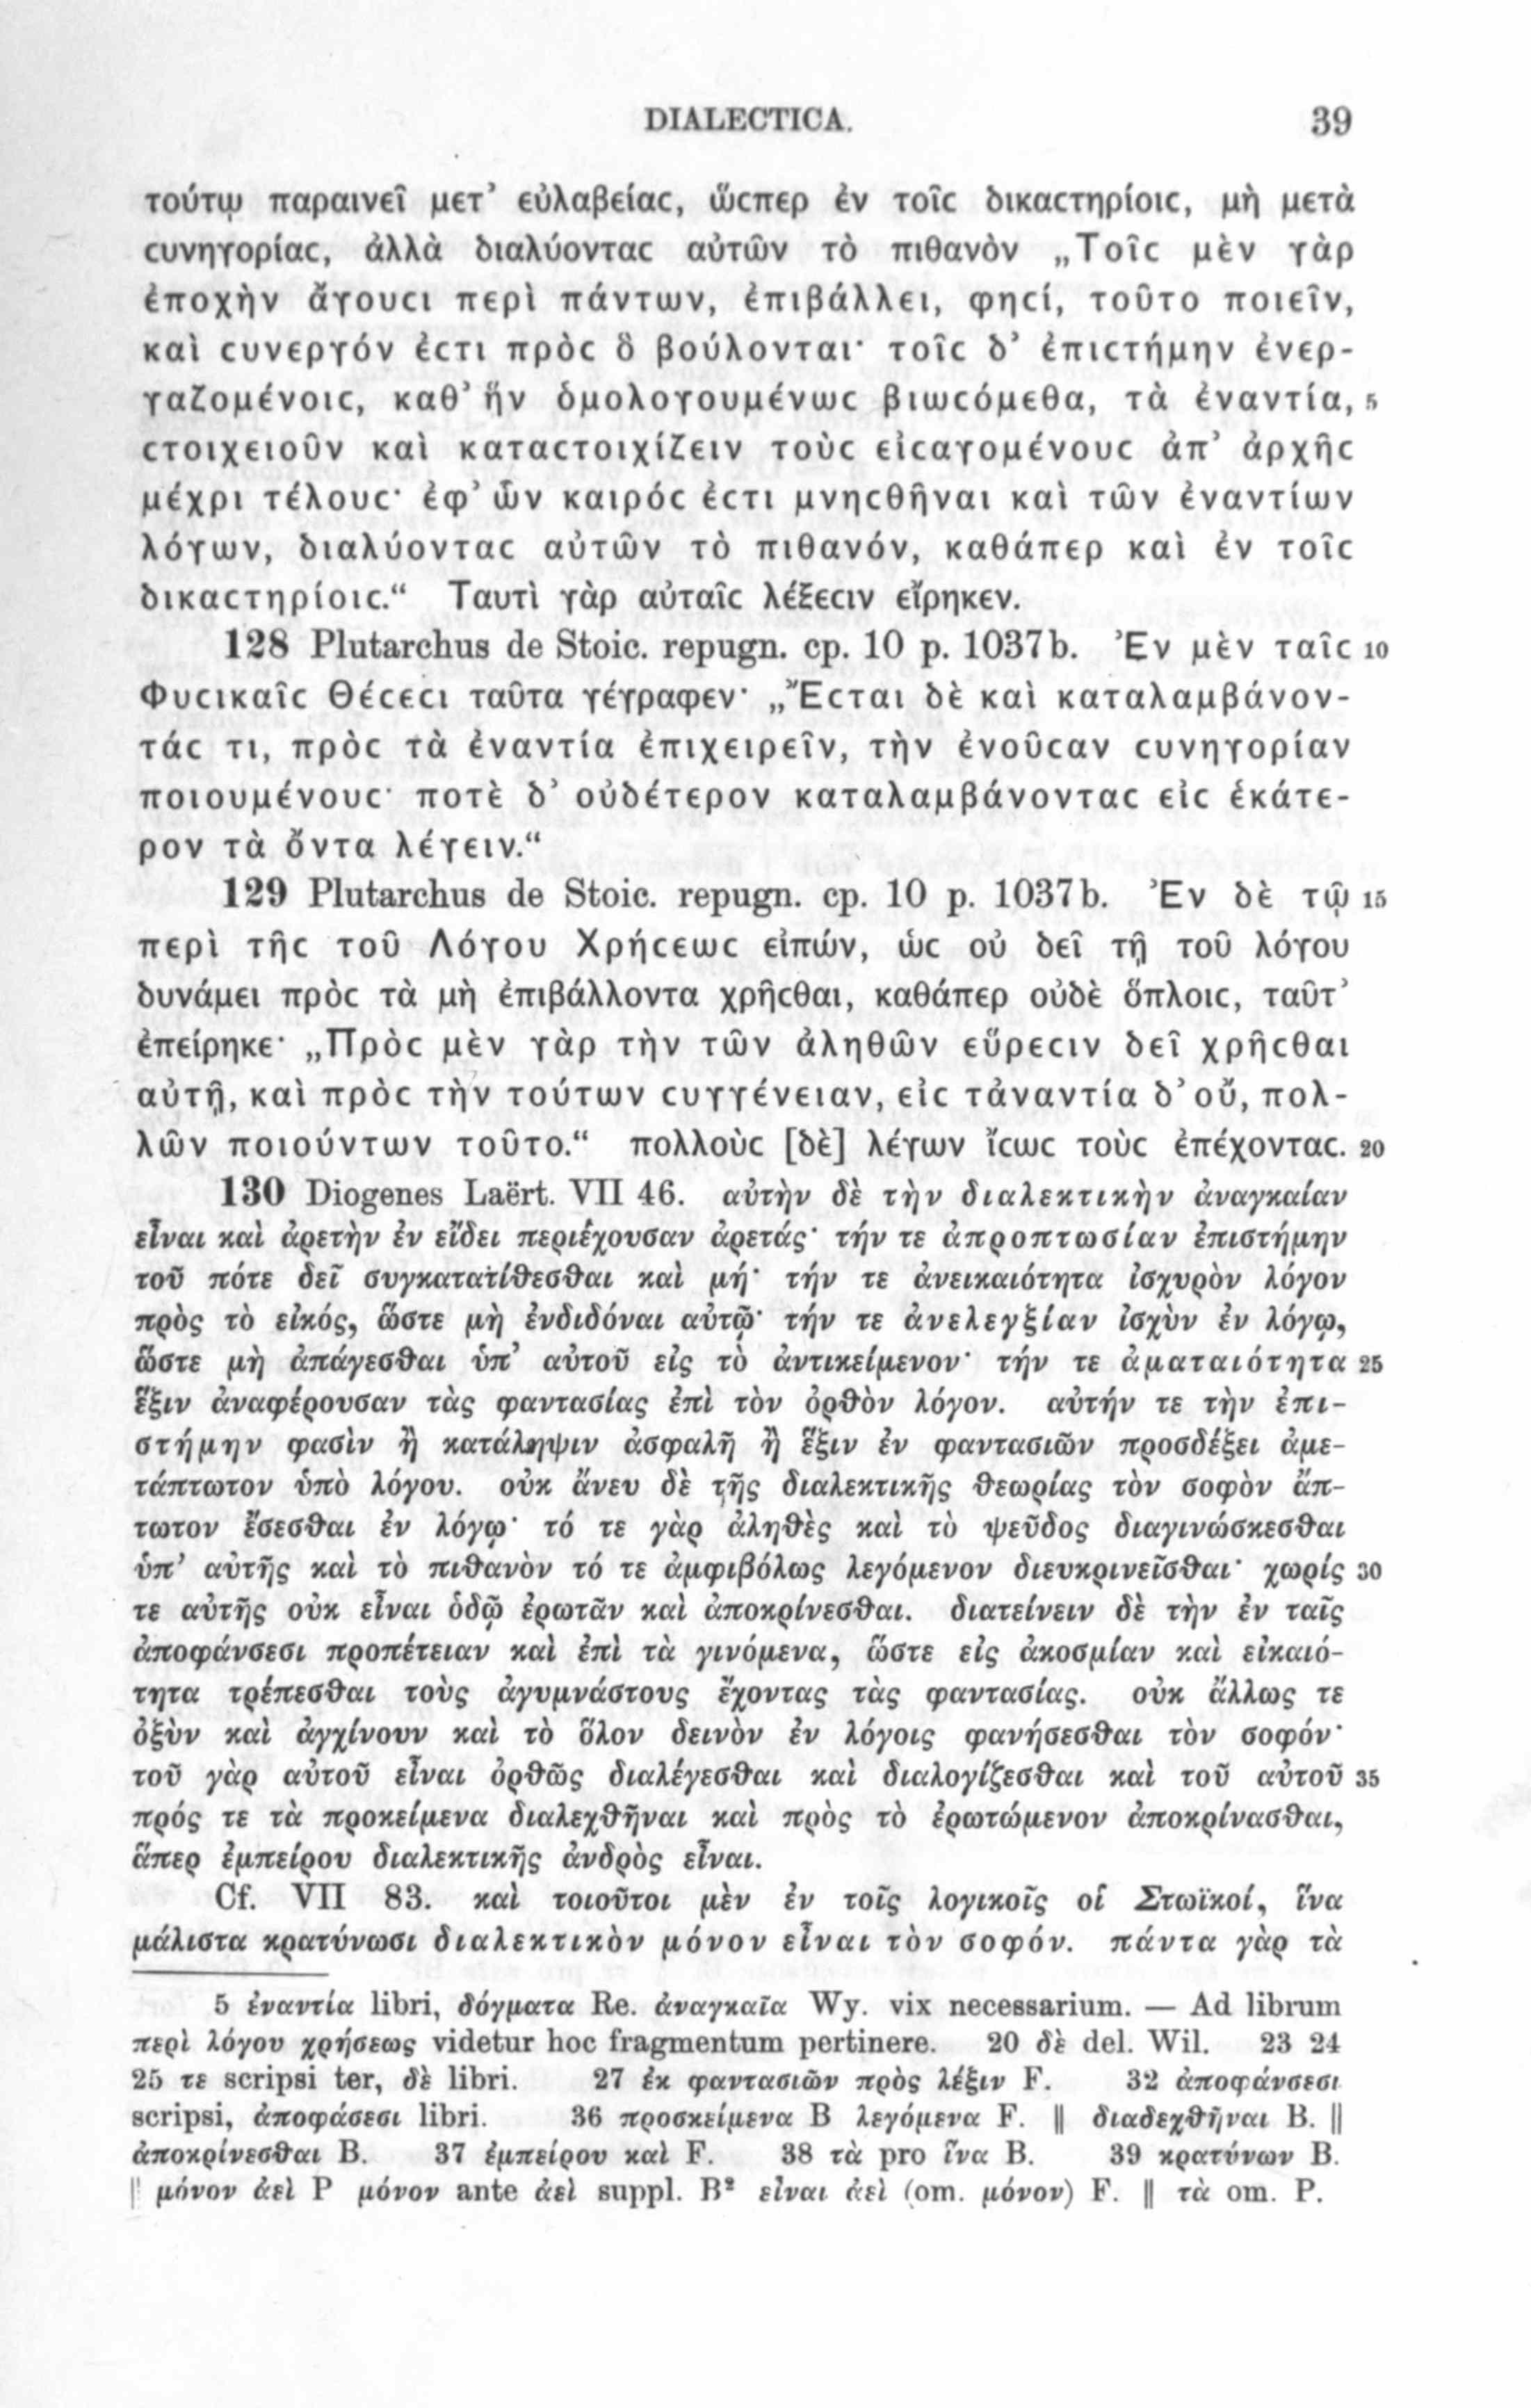 DIALECTICA. 39
τούτῳ παραινεῖ μετ’ εὐλαβείαϲ, ὥϲπερ ἐν τοῖϲ δικαϲτηρίοιϲ, μὴ μετὰ
ϲυνηγορίαϲ, ἀλλὰ διαλύονταϲ αὐτῶν τὸ πιθανὸν „Τοῖϲ μὲν γὰρ
ἐποχὴν ἄγουϲι περὶ πάντων, ἐπιβάλλει, φηϲί, τοῦτο ποιεῖν,
καὶ ϲυνεργόν ἐϲτι πρὸϲ ὃ βούλονται· τοῖϲ δ’ ἐπιϲτήμην ἐνερ-
γαζομένοιϲ, καθ’ ἣν ὁμολογουμένωϲ βιωϲόμεθα, τὰ ἐναντία, 5
ϲτοιχειοῦν καὶ καταϲτοιχίζειν τοὺϲ εἰϲαγομένουϲ ἀπ’ ἀρχῆϲ
μέχρι τέλουϲ· ἐφ’ ὧν καιρόϲ ἐϲτι μνηϲθῆναι καὶ τῶν ἐναντίων
λόγων, διαλύονταϲ αὐτῶν τὸ πιθανόν, καθάπερ καὶ ἐν τοῖϲ
δικαϲτηρίοιϲ.“ Ταυτὶ γὰρ αὐταῖϲ λέξεϲιν εἴρηκεν.
128 Plutarchus de Stoic. repugn. cp. 10 p. 1037b. Ἐν μὲν ταῖϲ 10
Φυϲικαῖϲ Θέϲεϲι ταῦτα γέγραφεν· „Ἔϲται δὲ καὶ καταλαμβάνον-
τάϲ τι, πρὸϲ τὰ ἐναντία ἐπιχειρεῖν, τὴν ἐνοῦϲαν ϲυνηγορίαν
ποιουμένουϲ· ποτὲ δ’ οὐδέτερον καταλαμβάνονταϲ εἰϲ ἑκάτε-
ρον τὰ ὄντα λέγειν.“
129 Plutarchus de Stoic. repugn. cp. 10 p. 1037b. Ἐν δὲ τῷ 15
περὶ τῆϲ τοῦ Λόγου Χρήϲεωϲ εἰπών, ὡϲ οὐ δεῖ τῇ τοῦ λόγου
δυνάμει πρὸϲ τὰ μὴ ἐπιβάλλοντα χρῆϲθαι, καθάπερ οὐδὲ ὅπλοιϲ, ταῦτ’
ἐπείρηκε· „Πρὸϲ μὲν γὰρ τὴν τῶν ἀληθῶν εὕρεϲιν δεῖ χρῆϲθαι
αὐτῇ, καὶ πρὸϲ τὴν τούτων ϲυγγένειαν, εἰϲ τἀναντία δ’ οὔ, πολ-
λῶν ποιούντων τοῦτο.“ πολλοὺϲ [δὲ] λέγων ἴϲωϲ τοὺϲ ἐπέχονταϲ. 20
130 Diogenes Laërt. VII 46. αὐτὴν δὲ τὴν διαλεκτικὴν ἀναγκαίαν
εἶναι καὶ ἀρετὴν ἐν εἴδει περιέχουσαν ἀρετάς· τήν τε ἀπροπτωσίαν ἐπιστήμην
τοῦ πότε δεῖ συγκατατίθεσθαι καὶ μή· τήν τε ἀνεικαιότητα ἰσχυρὸν λόγον
πρὸς τὸ εἰκός, ὥστε μὴ ἐνδιδόναι αὐτῷ· τήν τε ἀνελεγξίαν ἰσχὺν ἐν λόγῳ,
ὥστε μὴ ἀπάγεσθαι ὑπ’ αὐτοῦ εἰς τὸ ἀντικείμενον· τήν τε ἀματαιότητα 25
ἕξιν ἀναφέρουσαν τὰς φαντασίας ἐπὶ τὸν ὀρθὸν λόγον. αὐτήν τε τὴν ἐπι-
στήμην φασὶν ἢ κατάληψιν ἀσφαλῆ ἢ ἕξιν ἐν φαντασιῶν προσδέξει ἀμε-
τάπτωτον ὑπὸ λόγου. οὐκ ἄνευ δὲ τῆς διαλεκτικῆς θεωρίας τὸν σοφὸν ἄπ-
τωτον ἔσεσθαι ἐν λόγῳ· τό τε γὰρ ἀληθὲς καὶ τὸ ψεῦδος διαγινώσκεσθαι
ὑπ’ αὐτῆς καὶ τὸ πιθανὸν τό τε ἀμφιβόλως λεγόμενον διευκρινεῖσθαι· χωρίς 30
τε αὐτῆς οὐκ εἶναι ὁδῷ ἐρωτᾶν καὶ ἀποκρίνεσθαι. διατείνειν δὲ τὴν ἐν ταῖς
ἀποφάνσεσι προπέτειαν καὶ ἐπὶ τὰ γινόμενα, ὥστε εἰς ἀκοσμίαν καὶ εἰκαιό-
τητα τρέπεσθαι τοὺς ἀγυμνάστους ἔχοντας τὰς φαντασίας. οὐκ ἄλλως τε
ὀξὺν καὶ ἀγχίνουν καὶ τὸ ὅλον δεινὸν ἐν λόγοις φανήσεσθαι τὸν σοφόν·
τοῦ γὰρ αὐτοῦ εἶναι ὀρθῶς διαλέγεσθαι καὶ διαλογίζεσθαι καὶ τοῦ αὐτοῦ 35
πρός τε τὰ προκείμενα διαλεχθῆναι καὶ πρὸς τὸ ἐρωτώμενον ἀποκρίνασθαι,
ἅπερ ἐμπείρου διαλεκτικῆς ἀνδρὸς εἶναι.
Cf. VII 83. καὶ τοιοῦτοι μὲν ἐν τοῖς λογικοῖς οἱ Στωϊκοί, ἵνα
μάλιστα κρατύνωσι διαλεκτικὸν μόνον εἶναι τὸν σοφόν. πάντα γὰρ τὰ
5 ἐναντία libri, δόγματα Re. ἀναγκαῖα Wy. vix necessarium. — Ad librum
περὶ λόγου χρήσεως videtur hoc fragmentum pertinere. 20 δὲ del. Wil. 23 24
25 τε scripsi ter, δὲ libri. 27 ἐκ φαντασιῶν πρὸς λέξιν F. 32 ἀποφάνσεσι
scripsi, ἀποφάσεσι libri. 36 προσκείμενα B λεγόμενα F. || διαδεχθῆναι B. ||
ἀποκρίνεσθαι B. 37 ἐμπείρου καὶ F. 38 τὰ pro ἵνα B. 39 κρατύνων B.
|| μόνον ἀεὶ P μόνον ante ἀεὶ suppl. B² εἶναι ἀεὶ (om. μόνον) F. || τὰ om. P.